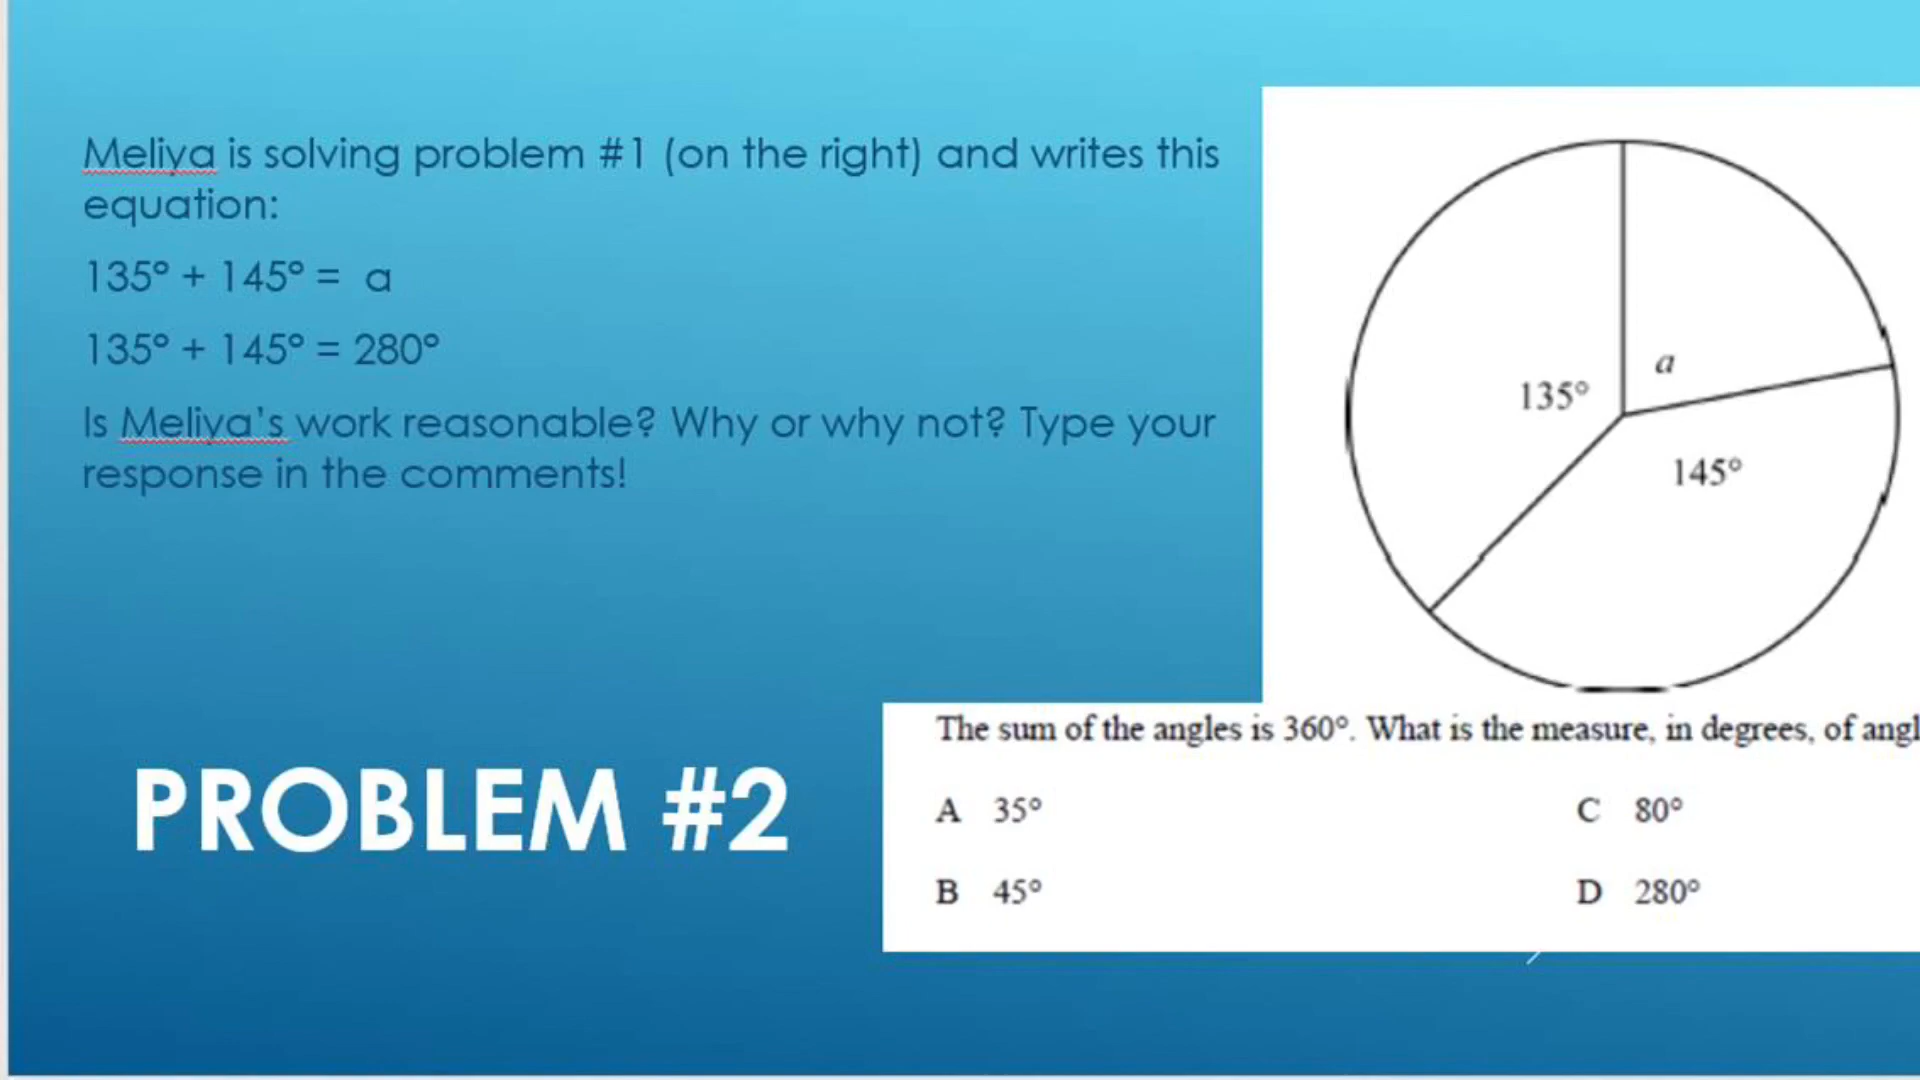 Meliya is solving problem #1 (on the right) and writes this
equation:
135° + 145° = a
135° + 145° = 280°
Is Meliya's work reasonable? Why or why not? Type your
response in the comments!
135°
a
145°
The sum of the angles is 360°. What is the measure, in degrees, of
A 35°
C 80°
B 45°
D 280°
PROBLEM #2